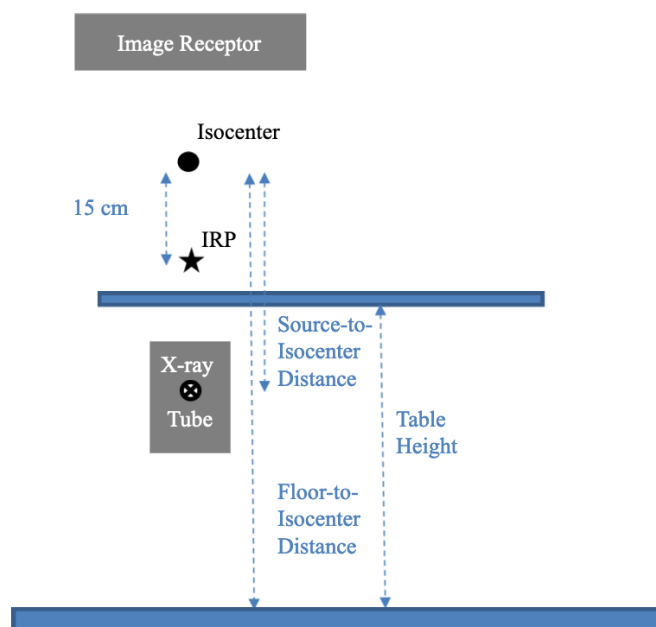 Image Receptor
Isocenter
15 cm
IRP
Source-to-
Isocenter
Distance
X-ray
Tube
Table
Height
Floor-to-
Isocenter
Distance